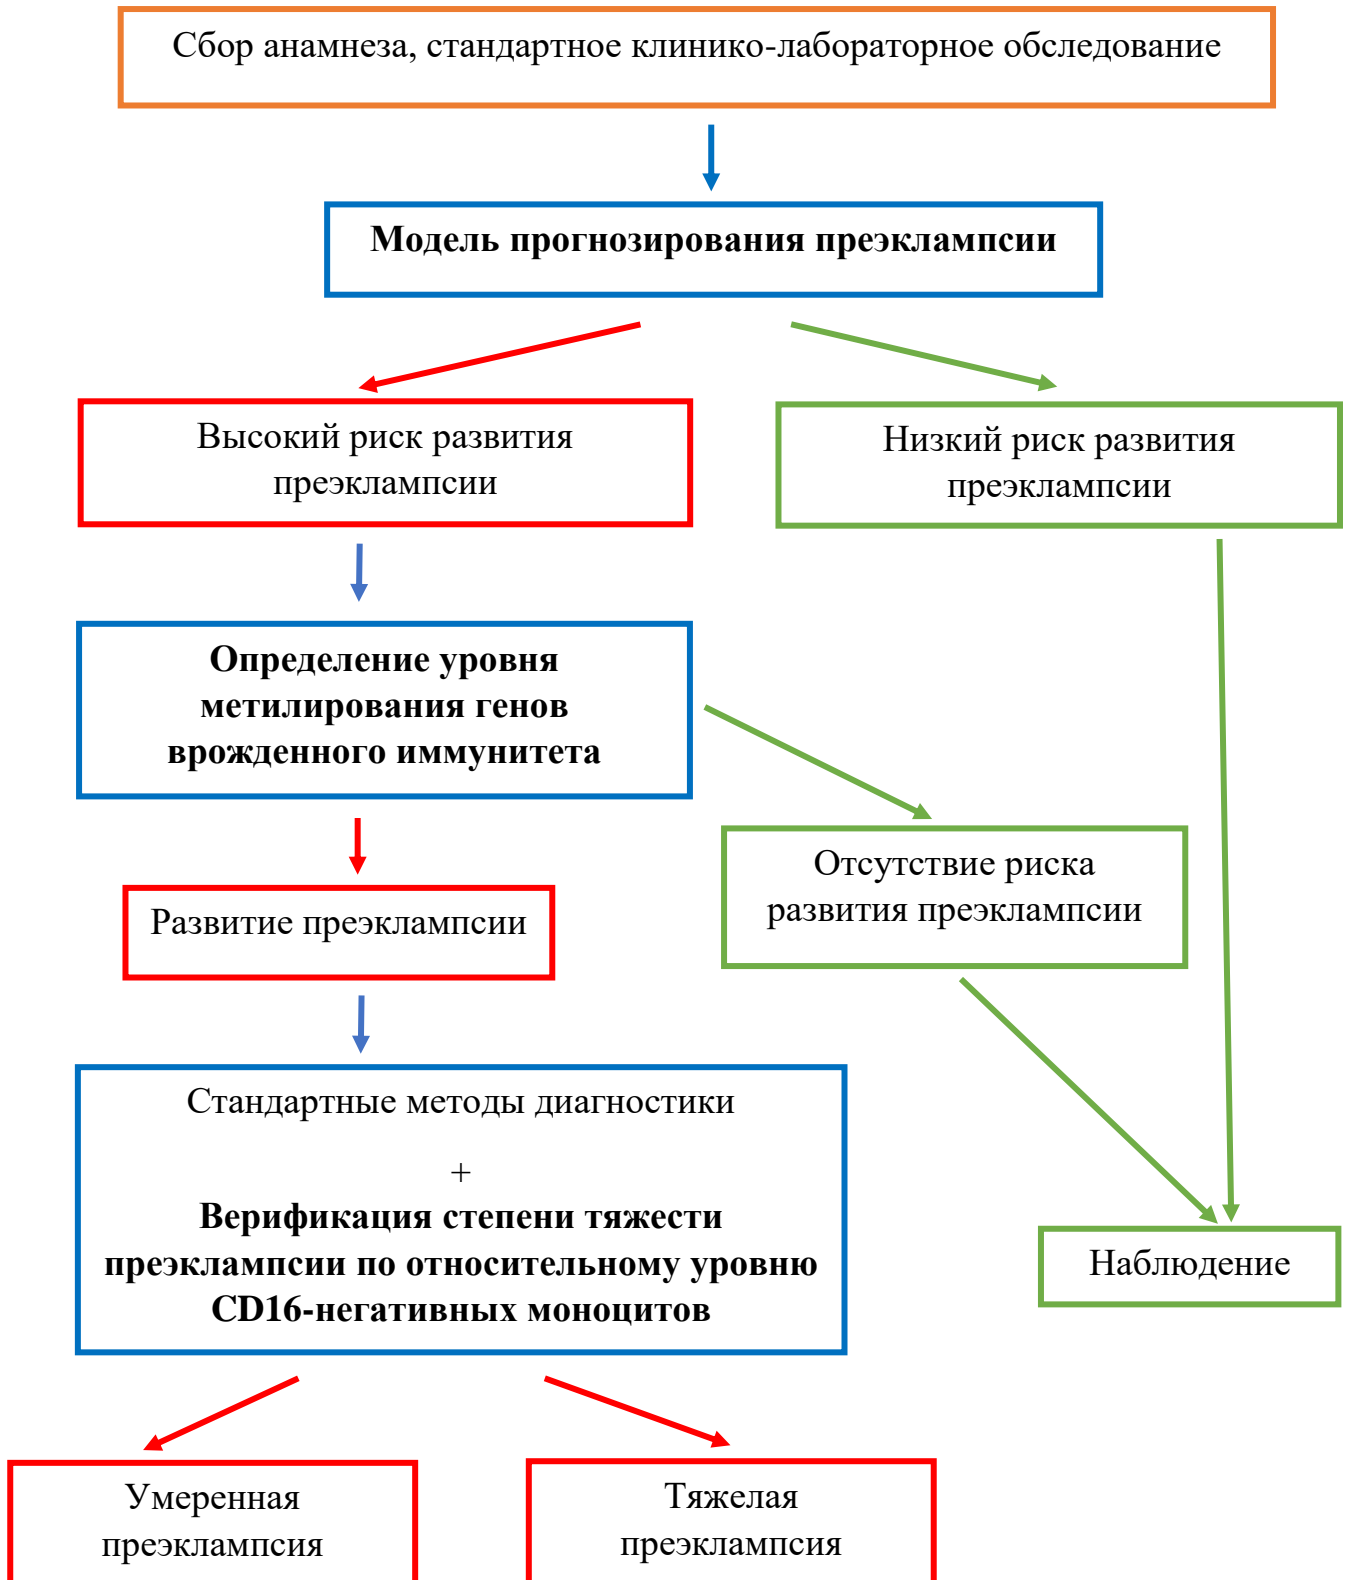 Сбор анамнеза, стандартное клинико-лабораторное обследование
Модель прогнозирования преэклампсии
Высокий риск развития
преэклампсии
Низкий риск развития
преэклампсии
Определение уровня
метилирования генов
врожденного иммунитета
Отсутствие риска
развития преэклампсии
Развитие преэклампсии
Стандартные методы диагностики
+
Верификация степени тяжести
преэклампсии по относительному уровню
CD16-негативных моноцитов
Наблюдение
Умеренная
преэклампсия
Тяжелая
преэклампсия